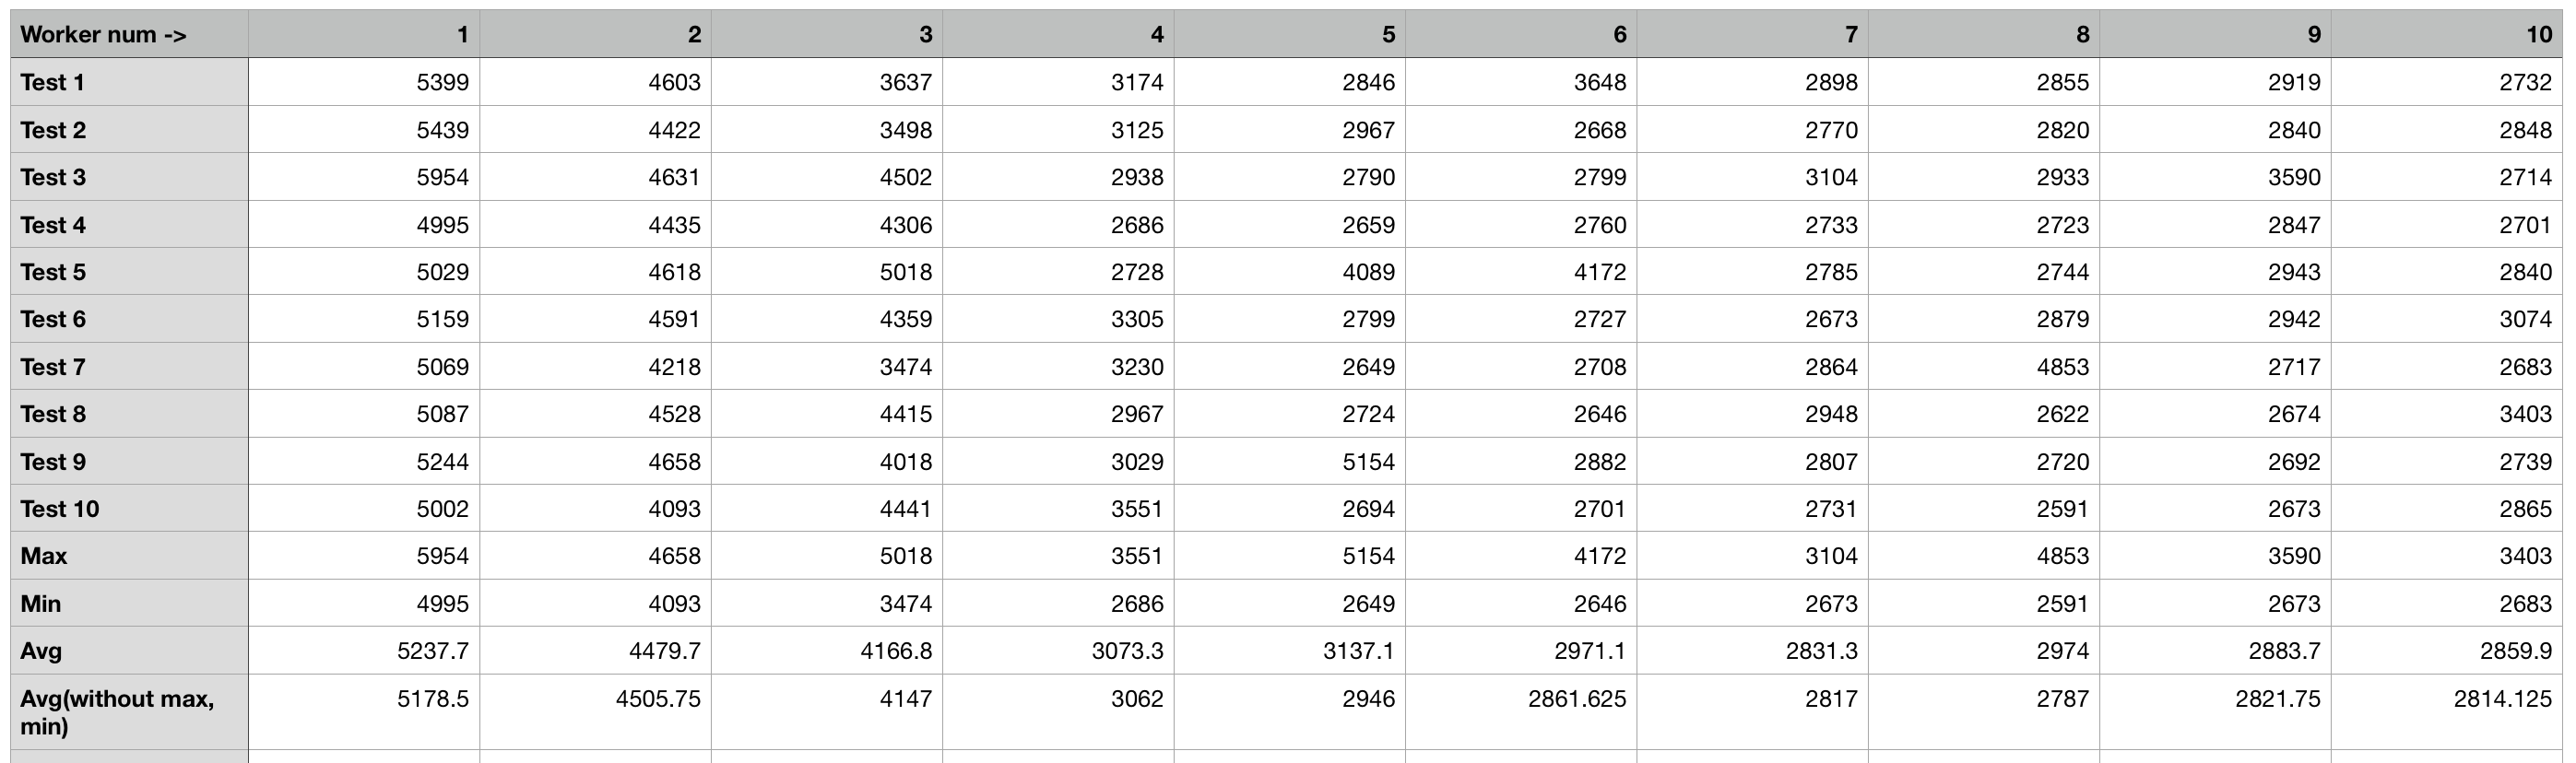 Worker num -> 1 2 3 4 5 6 7 8 9 10
Test 1 5399 4603 3637 3174 2846 3648 2898 2855 2919 2732
Test 2 5439 4422 3498 3125 2967 2668 2770 2820 2840 2848
Test 3 5954 4631 4502 2938 2790 2799 3104 2933 3590 2714
Test 4 4995 4435 4306 2686 2659 2760 2733 2723 2847 2701
Test 5 5029 4618 5018 2728 4089 4172 2785 2744 2943 2840
Test 6 5159 4591 4359 3305 2799 2727 2673 2879 2942 3074
Test 7 5069 4218 3474 3230 2649 2708 2864 4853 2717 2683
Test 8 5087 4528 4415 2967 2724 2646 2948 2622 2674 3403
Test 9 5244 4658 4018 3029 5154 2882 2807 2720 2692 2739
Test 10 5002 4093 4441 3551 2694 2701 2731 2591 2673 2865
Max 5954 4658 5018 3551 5154 4172 3104 4853 3590 3403
Min 4995 4093 3474 2686 2649 2646 2673 2591 2673 2683
Avg 5237.7 4479.7 4166.8 3073.3 3137.1 2971.1 2831.3 2974 2883.7 2859.9
Avg(without max, 5178.5 4505.75 4147 3062 2946 2861.625 2817 2787 2821.75 2814.125
min)